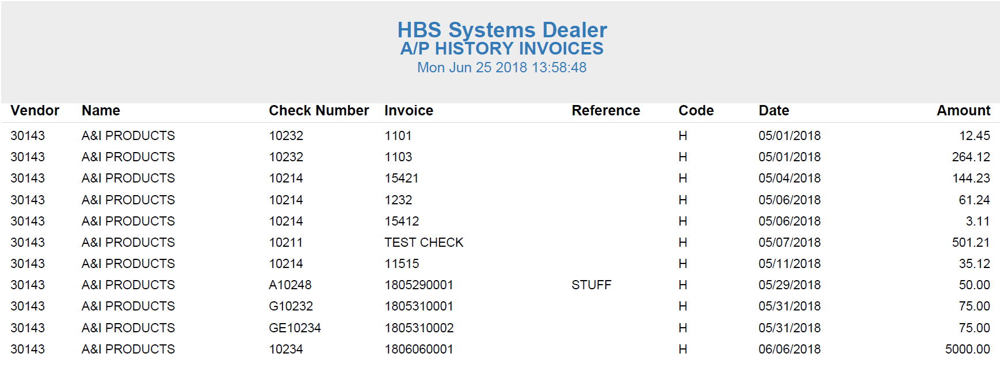 HBS Systems Dealer
A/P HISTORY INVOICES
Mon Jun 25 2018 13:58:48
Vendor Name Check Number Invoice Reference Code Date Amount
30143 A&I PRODUCTS 10232 1101 H 05/01/2018 12.45
30143 A&I PRODUCTS 10232 1103 H 05/01/2018 264.12
30143 A&I PRODUCTS 10214 15421 H 05/04/2018 144.23
30143 A&I PRODUCTS 10214 1232 H 05/06/2018 61.24
30143 A&I PRODUCTS 10214 15412 H 05/06/2018 3.11
30143 A&I PRODUCTS 10211 TEST CHECK H 05/07/2018 501.21
30143 A&I PRODUCTS 10214 11515 H 05/11/2018 35.12
30143 A&I PRODUCTS A10248 1805290001 STUFF H 05/29/2018 50.00
30143 A&I PRODUCTS G10232 1805310001 H 05/31/2018 75.00
30143 A&I PRODUCTS GE10234 1805310002 H 05/31/2018 75.00
30143 A&I PRODUCTS 10234 1806060001 H 06/06/2018 5000.00